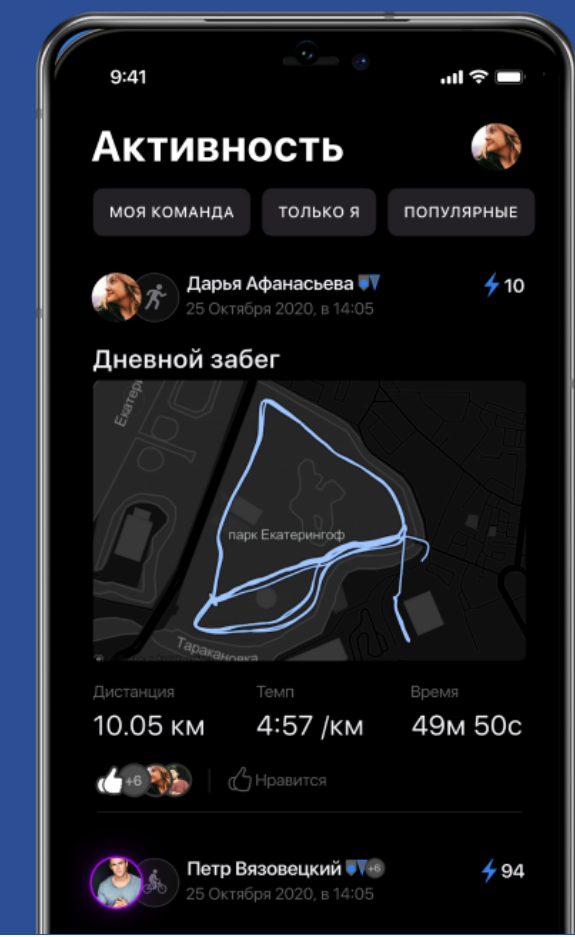 9:41
Активность
МОЯ КОМАНДА ТОЛЬКО Я ПОПУЛЯРНЫЕ
Дарья Афанасьева 10
25 Октября 2020, в 14:05
Дневной забег
парк Екатерингоф
Таракановка
Дистанция Темп Время
10.05 км 4:57 /км 49м 50с
+6 Нравится
Петр Вязовецкий +6 94
25 Октября 2020, в 14:05